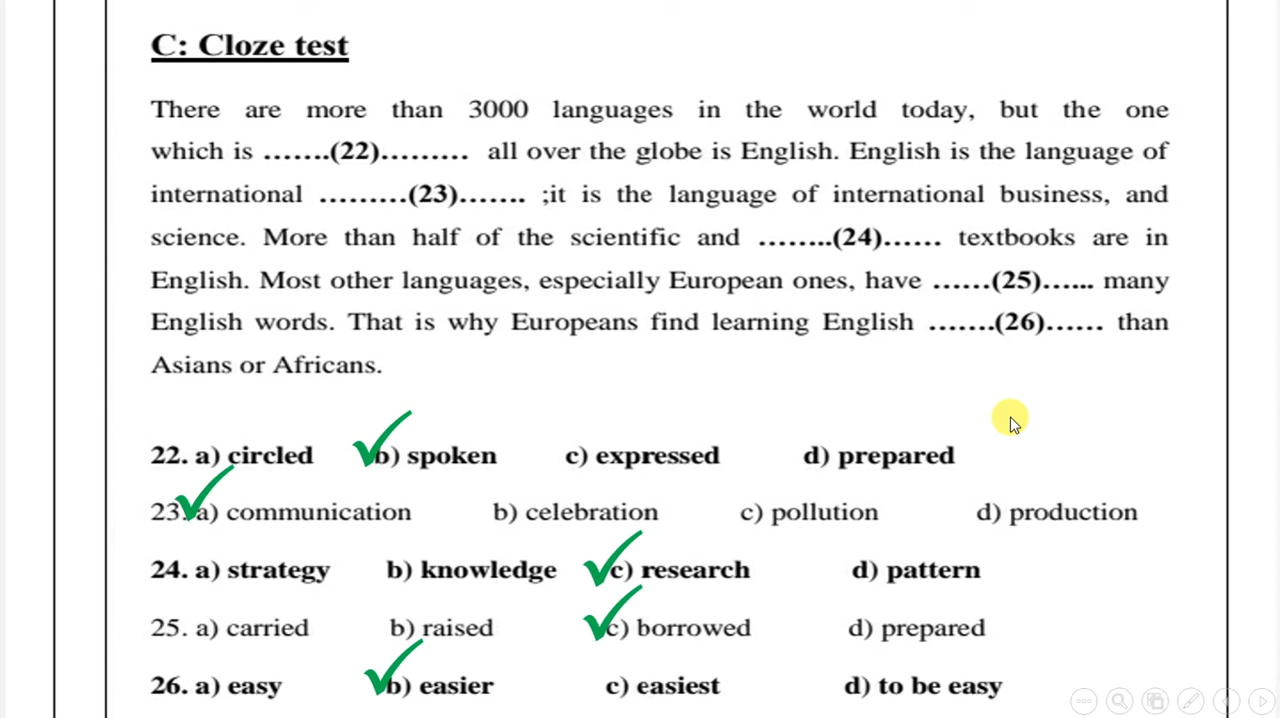 C: Cloze test
There are more than 3000 languages in the world today, but the one
which is …….(22)……… all over the globe is English. English is the language of
international ………(23)……. ;it is the language of international business, and
science. More than half of the scientific and ……..(24)…… textbooks are in
English. Most other languages, especially European ones, have ……(25)…... many
English words. That is why Europeans find learning English …….(26)…… than
Asians or Africans.
22. a) circled b) spoken c) expressed d) prepared
23. a) communication b) celebration c) pollution d) production
24. a) strategy b) knowledge c) research d) pattern
25. a) carried b) raised c) borrowed d) prepared
26. a) easy b) easier c) easiest d) to be easy